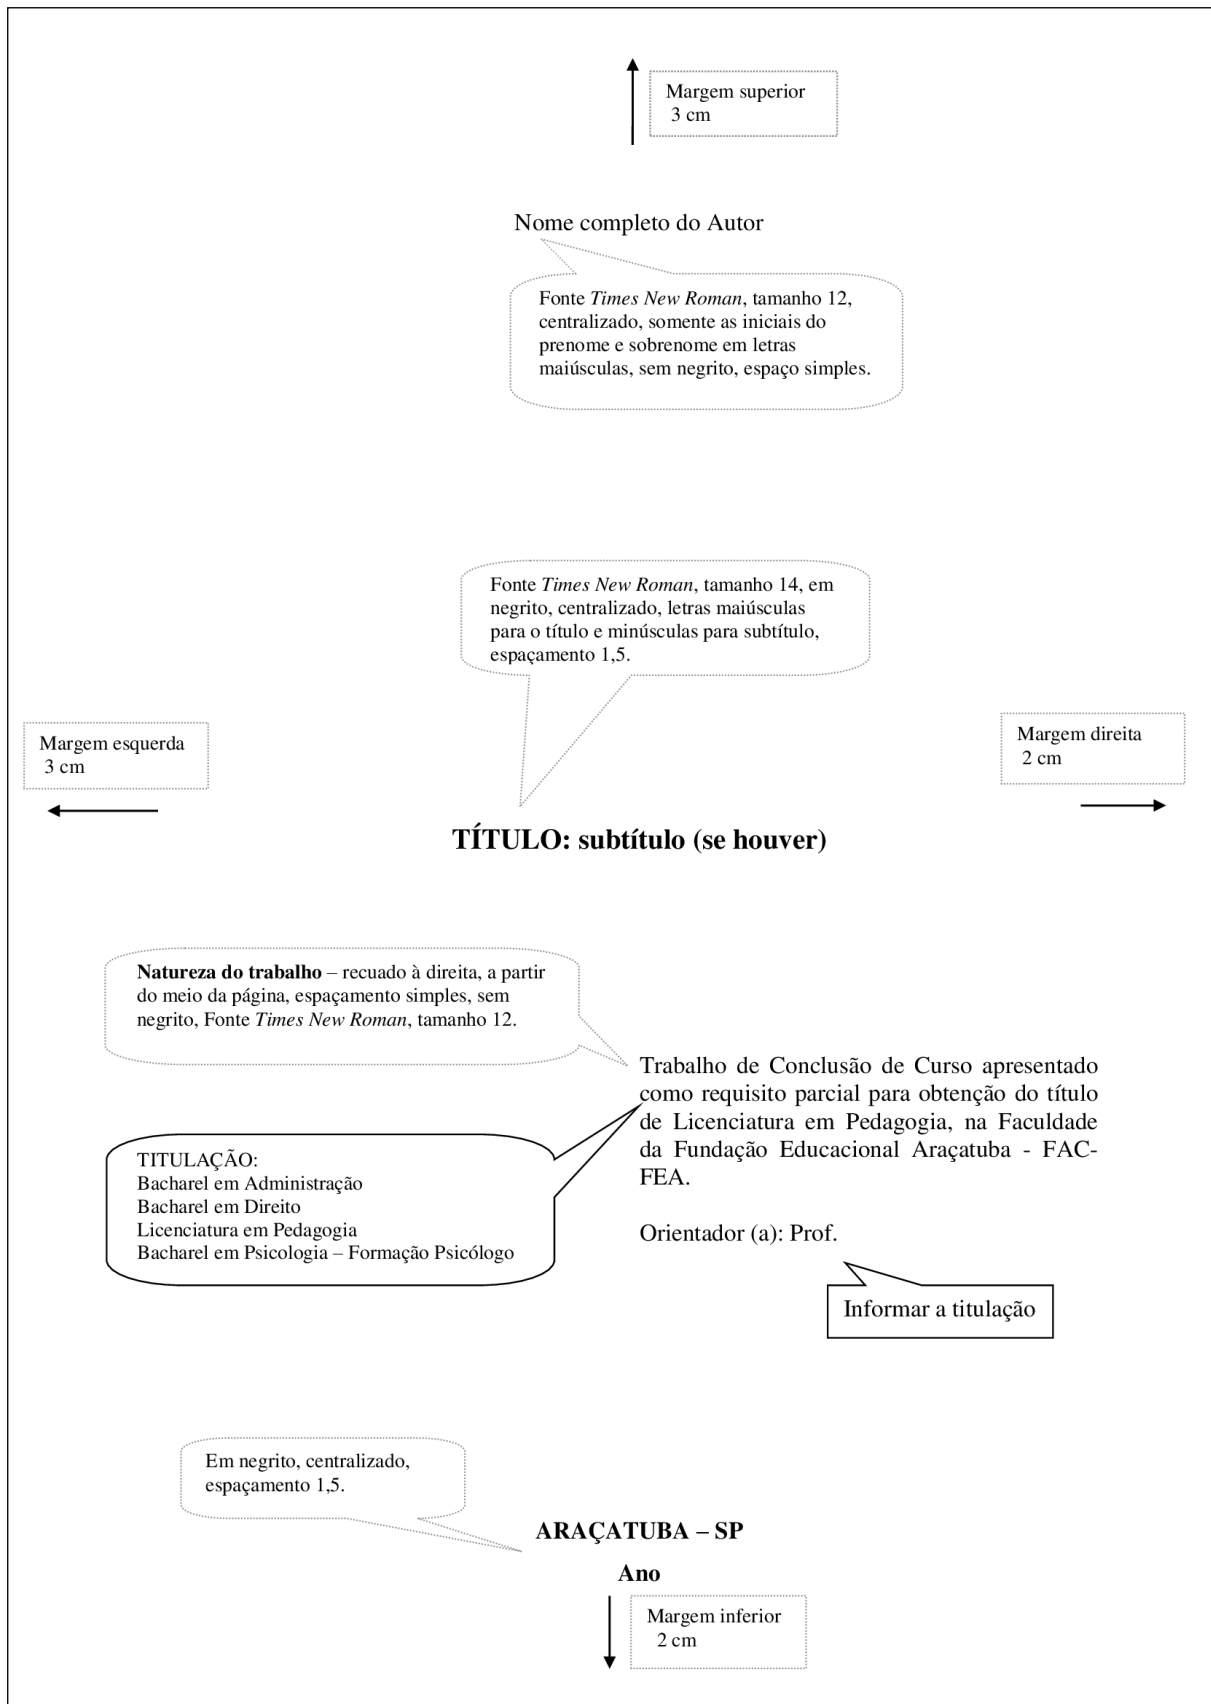 Margem superior
3 cm
Nome completo do Autor
Fonte Times New Roman, tamanho 12,
centralizado, somente as iniciais do
prenome e sobrenome em letras
maiúsculas, sem negrito, espaço simples.
Fonte Times New Roman, tamanho 14, em
negrito, centralizado, letras maiúsculas
para o título e minúsculas para subtítulo,
espaçamento 1,5.
Margem esquerda
3 cm
Margem direita
2 cm
TÍTULO: subtítulo (se houver)
Natureza do trabalho – recuado à direita, a partir
do meio da página, espaçamento simples, sem
negrito, Fonte Times New Roman, tamanho 12.
Trabalho de Conclusão de Curso apresentado
como requisito parcial para obtenção do título
de Licenciatura em Pedagogia, na Faculdade
da Fundação Educacional Araçatuba - FAC-
FEA.
TITULAÇÃO:
Bacharel em Administração
Bacharel em Direito
Licenciatura em Pedagogia
Bacharel em Psicologia – Formação Psicólogo
Orientador (a): Prof.
Informar a titulação
Em negrito, centralizado,
espaçamento 1,5.
ARAÇATUBA – SP
Ano
Margem inferior
2 cm